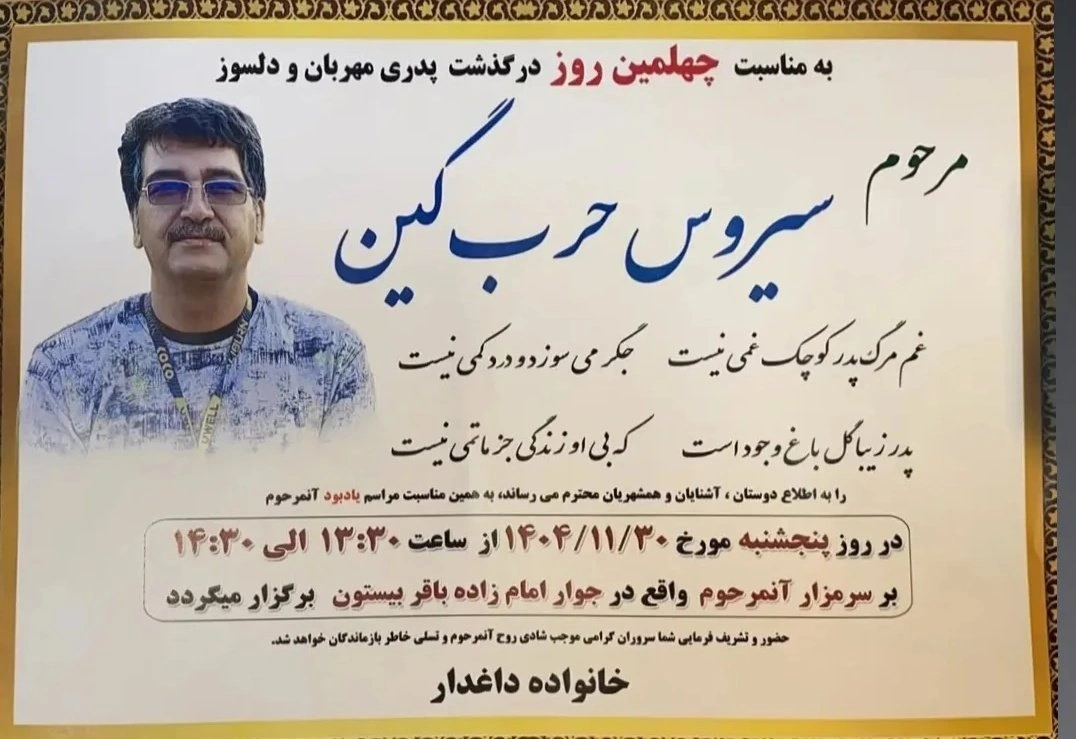 به مناسبت چهلمین روز درگذشت پدری مهربان و دلسوز
مرحوم
سیروس حرب گین
غم مرگ پدر کوچک غمی نیست جگر می سوزد و درد کمی نیست
پدر زیبا گل باغ وجود است که بی او زندگی جز ماتمی نیست
را به اطلاع دوستان ، آشنایان و همشهریان محترم می رساند، به همین مناسبت مراسم یادبود آنمرحوم
در روز پنجشنبه مورخ ۱۴۰۴/۱۱/۳۰ از ساعت ۱۳:۳۰ الی ۱۴:۳۰
بر سرمزار آنمرحوم واقع در جوار امام زاده باقر بیستون برگزار میگردد
حضور و تشریف فرمایی شما سروران گرامی موجب شادی روح آنمرحوم و تسلی خاطر بازماندگان خواهد شد.
خانواده داغدار
YOCO
BURN
UWELL